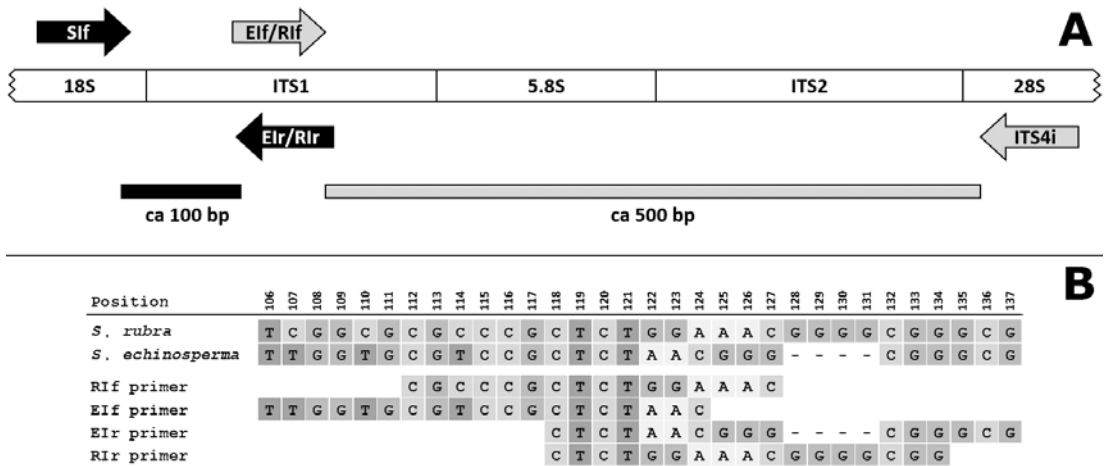 SIf EIf/RIf A
18S ITS1 5.8S ITS2 28S
EIr/RIr ITS4i
ca 100 bp ca 500 bp
B
Position 106 107 108 109 110 111 112 113 114 115 116 117 118 119 120 121 122 123 124 125 126 127 128 129 130 131 132 133 134 135 136 137
S. rubra T C G G C G C G C C C G C T C T G G A A A C G G G G C G G G C G
S. echinosperma T T G G T G C G T C C G C T C T A A C G G G - - - - C G G G C G
RIf primer C G C C C G C T C T G G A A A C
EIf primer T T G G T G C G T C C G C T C T A A C
EIr primer C T C T A A C G G G - - - - C G G G C G
RIr primer C T C T G G A A A C G G G G C G G